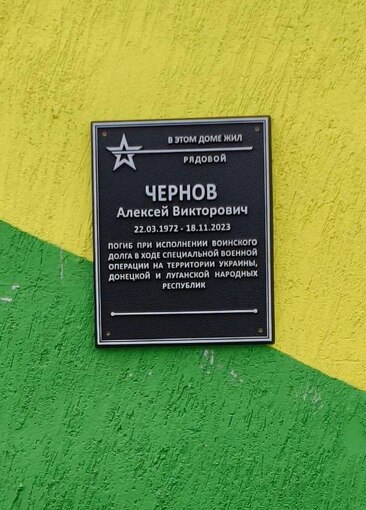 В ЭТОМ ДОМЕ ЖИЛ
РЯДОВОЙ
ЧЕРНОВ
Алексей Викторович
22.03.1972 - 18.11.2023
ПОГИБ ПРИ ИСПОЛНЕНИИ ВОИНСКОГО
ДОЛГА В ХОДЕ СПЕЦИАЛЬНОЙ ВОЕННОЙ
ОПЕРАЦИИ НА ТЕРРИТОРИИ УКРАИНЫ,
ДОНЕЦКОЙ И ЛУГАНСКОЙ НАРОДНЫХ
РЕСПУБЛИК